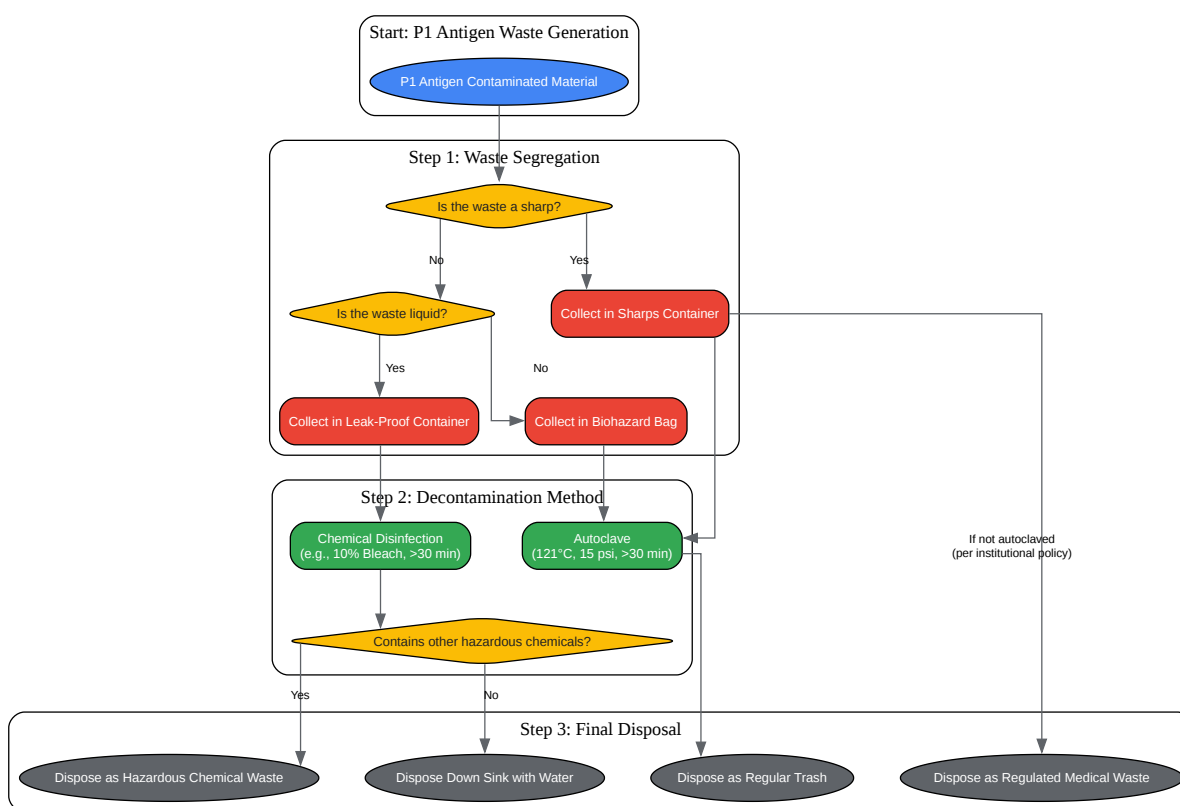 Start: P1 Antigen Waste Generation
P1 Antigen Contaminated Material
Step 1: Waste Segregation
Is the waste a sharp?
No
Yes
Is the waste liquid?
Collect in Sharps Container
Yes
No
Collect in Leak-Proof Container
Collect in Biohazard Bag
Step 2: Decontamination Method
Chemical Disinfection
(e.g., 10% Bleach, >30 min)
Autoclave
(121°C, 15 psi, >30 min)
If not autoclaved
(per institutional policy)
Contains other hazardous chemicals?
Yes
No
Step 3: Final Disposal
Dispose as Hazardous Chemical Waste
Dispose Down Sink with Water
Dispose as Regular Trash
Dispose as Regulated Medical Waste